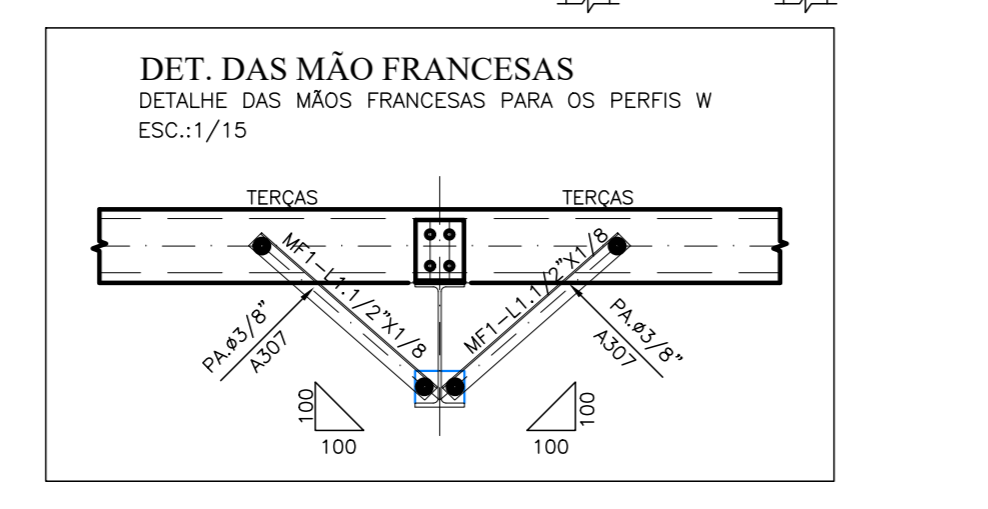 DET. DAS MÃO FRANCESAS
DETALHE DAS MÃOS FRANCESAS PARA OS PERFIS W
ESC.:1/15
TERÇAS
TERÇAS
MF1-L1.1/2"X1/8
MF1-L1.1/2"X1/8
PA.ø3/8"
A307
PA.ø3/8"
A307
100
100
100
100